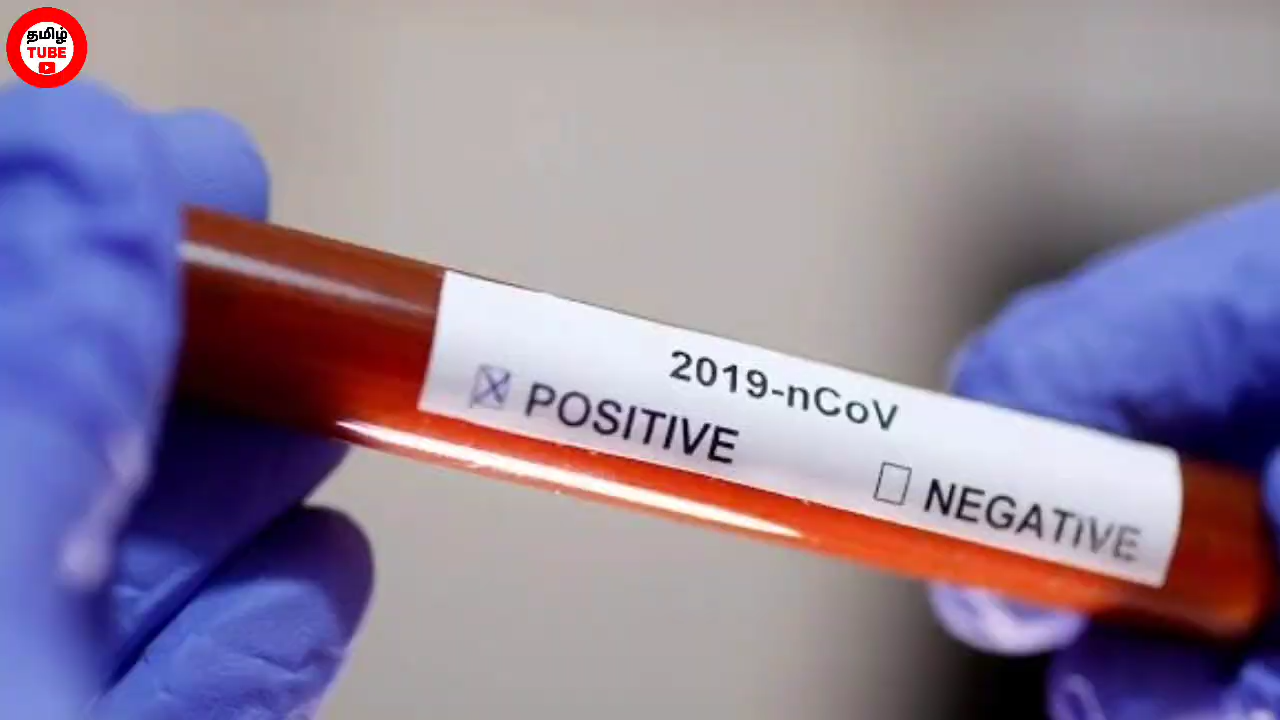 தமிழ்
TUBE
2019-nCoV
POSITIVE
NEGATIVE